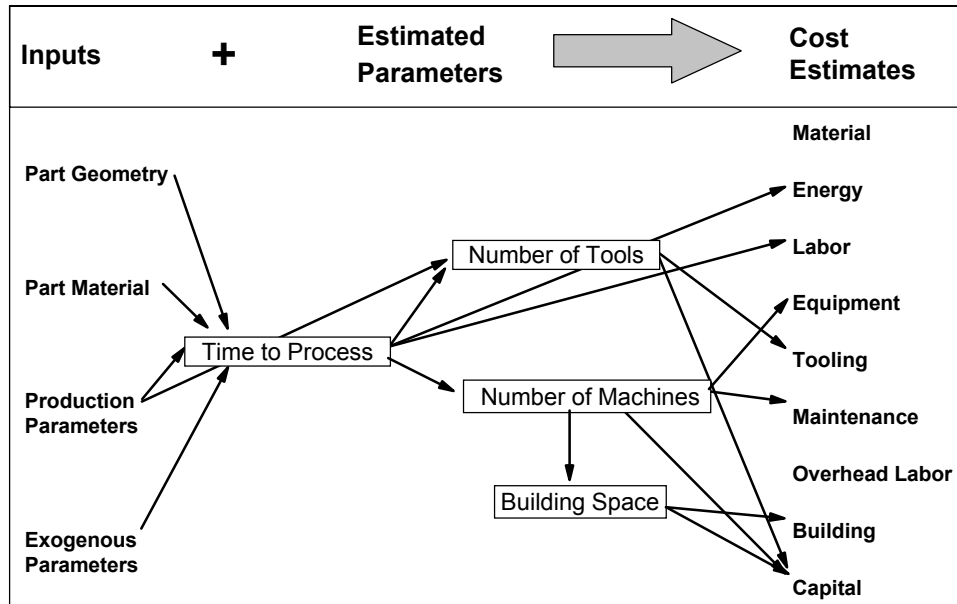 Inputs
+
Estimated
Parameters
Cost
Estimates
Part Geometry
Part Material
Production
Parameters
Exogenous
Parameters
Time to Process
Number of Tools
Number of Machines
Building Space
Material
Energy
Labor
Equipment
Tooling
Maintenance
Overhead Labor
Building
Capital